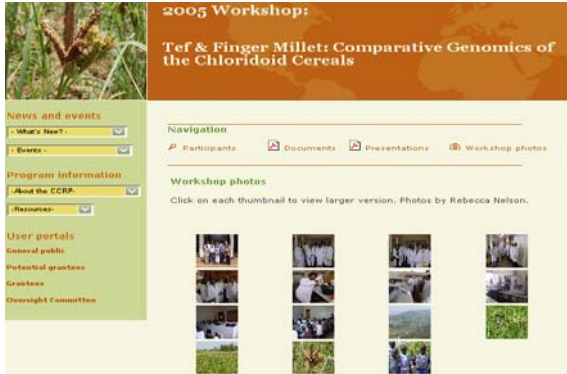 2005 Workshop:
Tef & Finger Millet: Comparative Genomics of
the Chloridoid Cereals
News and events
- What's New? -
- Events -
Program information
-About the CCRP-
-Resources-
User portals
General public
Potential grantees
Grantees
Oversight Committee
Navigation
Participants Documents Presentations Workshop photos
Workshop photos
Click on each thumbnail to view larger version. Photos by Rebecca Nelson.